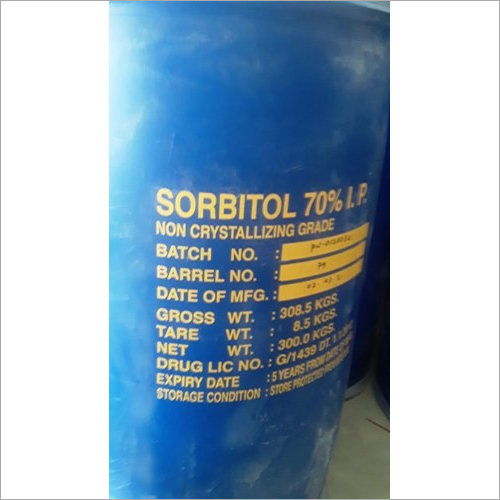 SORBITOL 70% I.P.
NON CRYSTALLIZING GRADE
BATCH NO. :
BARREL NO. :
DATE OF MFG. :
GROSS WT. : 308.5 KGS.
TARE WT. : 8.5 KGS.
NET WT. : 300.0 KGS.
DRUG LIC NO. : G/1439 DT.
EXPIRY DATE : 5 YEARS FROM DATE
STORAGE CONDITION : STORE PROTECTED